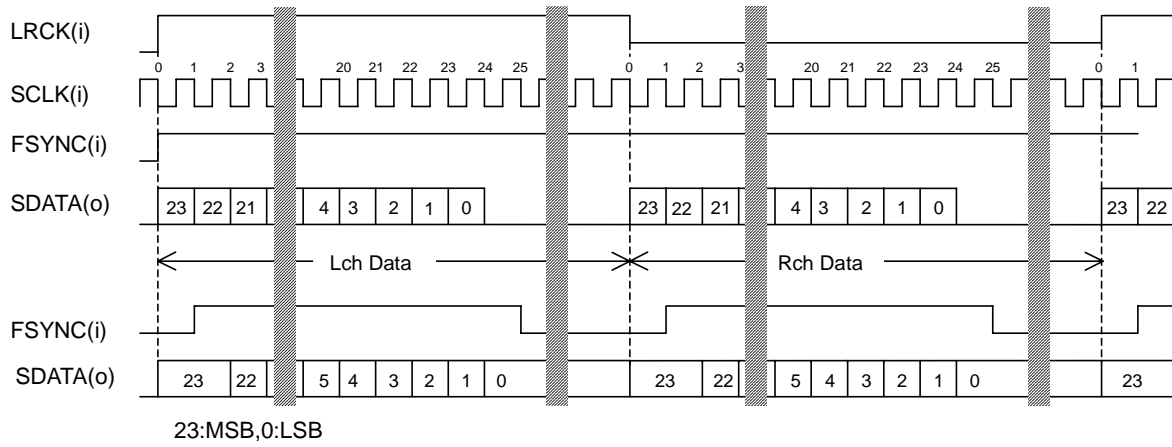 LRCK(i)
0 1 2 3 20 21 22 23 24 25 0 1 2 3 20 21 22 23 24 25 0 1
SCLK(i)
FSYNC(i)
SDATA(o) 23 22 21 4 3 2 1 0 23 22 21 4 3 2 1 0 23 22
Lch Data Rch Data
FSYNC(i)
SDATA(o) 23 22 5 4 3 2 1 0 23 22 5 4 3 2 1 0 23
23:MSB,0:LSB